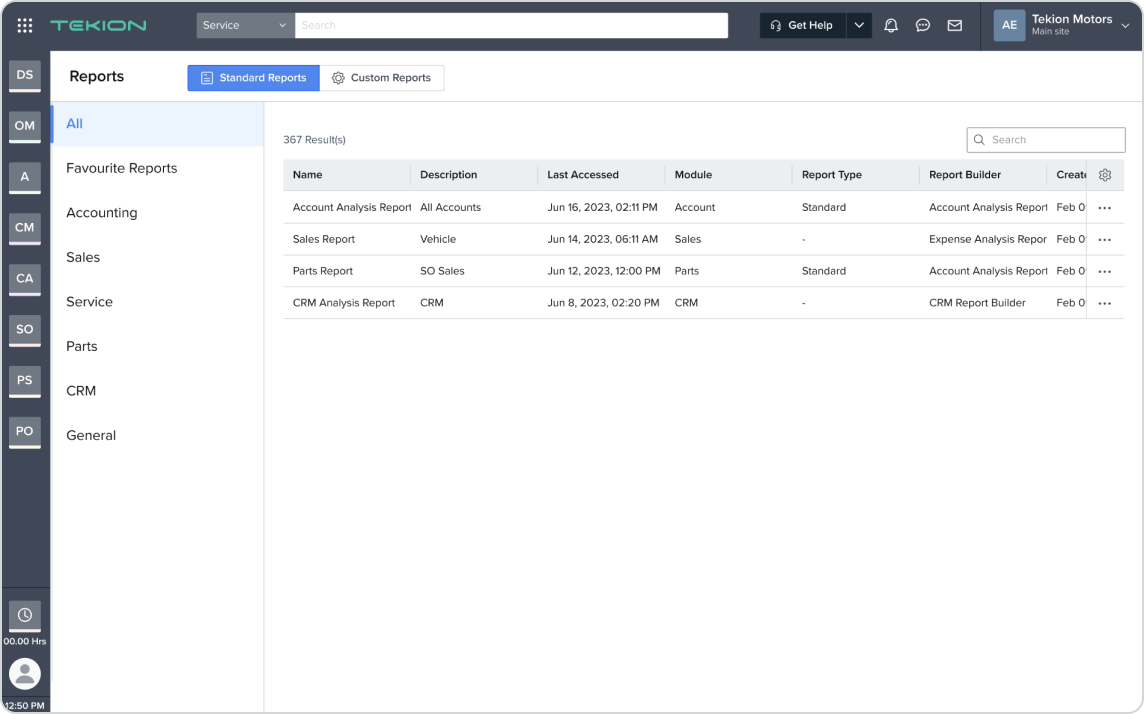 TEKION
Service
Search
Get Help
AE
Tekion Motors
Main site
DS
OM
A
CM
CA
SO
PS
PO
00.00 Hrs
12:50 PM
Reports
Standard Reports
Custom Reports
All
Favourite Reports
Accounting
Sales
Service
Parts
CRM
General
367 Result(s)
Search
Name Description Last Accessed Module Report Type Report Builder Create
Account Analysis Report All Accounts Jun 16, 2023, 02:11 PM Account Standard Account Analysis Report Feb 0
Sales Report Vehicle Jun 14, 2023, 06:11 AM Sales - Expense Analysis Repor Feb 0
Parts Report SO Sales Jun 12, 2023, 12:00 PM Parts Standard Account Analysis Report Feb 0
CRM Analysis Report CRM Jun 8, 2023, 02:20 PM CRM - CRM Report Builder Feb 0